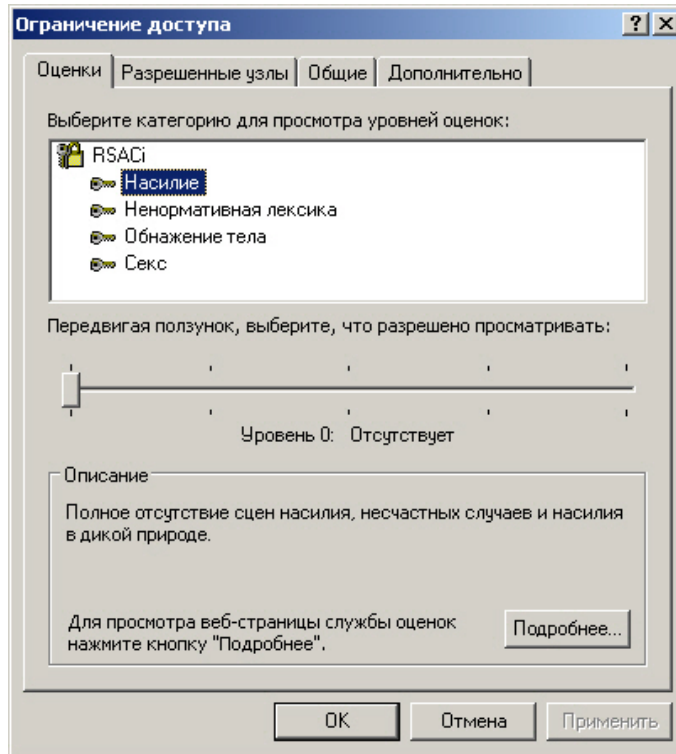 Ограничение доступа
Оценки Разрешенные узлы Общие Дополнительно
Выберите категорию для просмотра уровней оценок:
RSACi
Насилие
Ненормативная лексика
Обнажение тела
Секс
Передвигая ползунок, выберите, что разрешено просматривать:
Уровень 0: Отсутствует
Описание
Полное отсутствие сцен насилия, несчастных случаев и насилия
в дикой природе.
Для просмотра веб-страницы службы оценок
нажмите кнопку "Подробнее".
Подробнее...
OK Отмена Применить